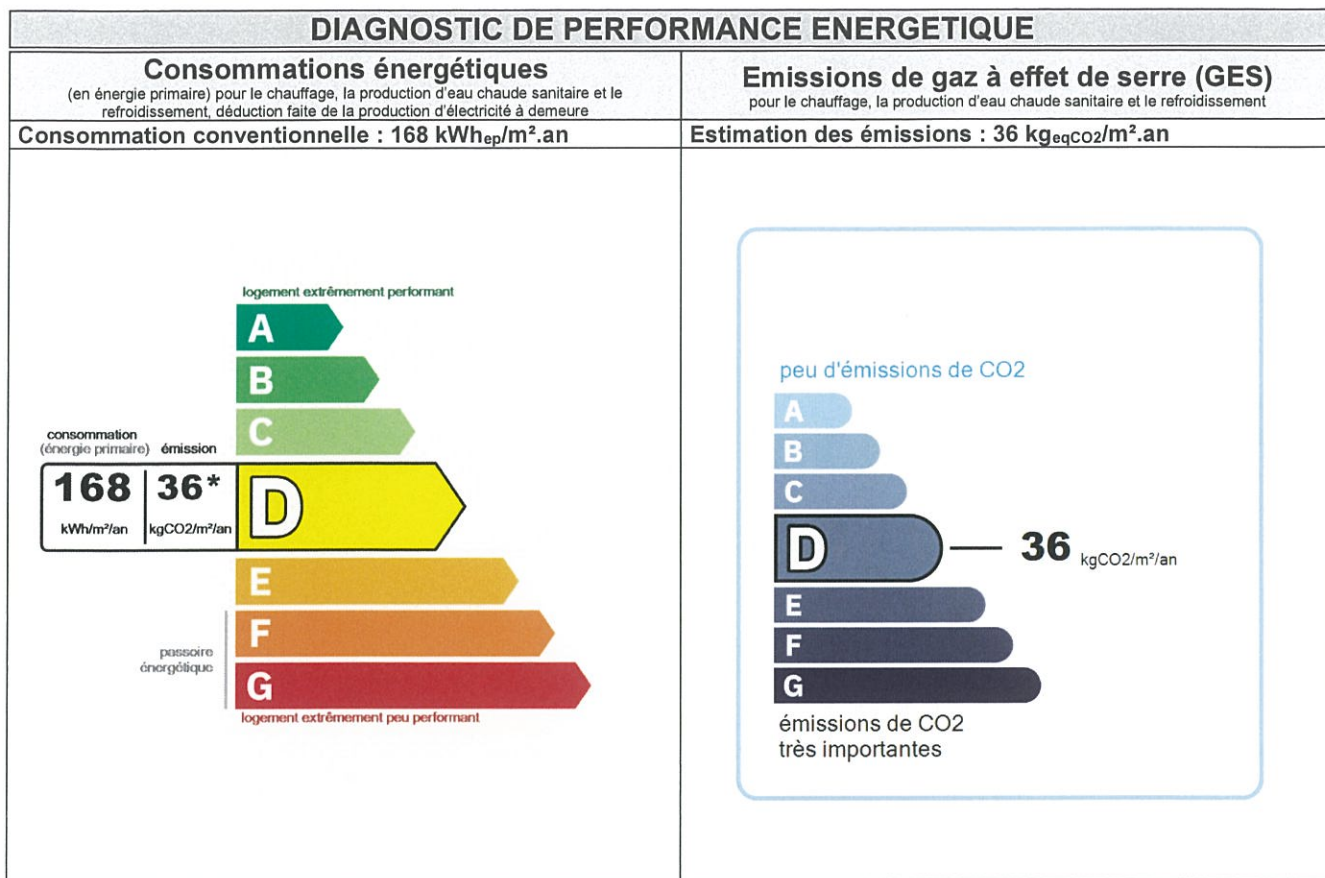 DIAGNOSTIC DE PERFORMANCE ENERGETIQUE
Consommations énergétiques
(en énergie primaire) pour le chauffage, la production d'eau chaude sanitaire et le
refroidissement, déduction faite de la production d'électricité à demeure
Consommation conventionnelle : 168 kWhep/m².an
logement extrêmement performant
A
B
C
consommation
(énergie primaire) émission
168 36* D
kWh/m²/an kgCO2/m²/an
E
F
passoire
énergétique
G
logement extrêmement peu performant
Emissions de gaz à effet de serre (GES)
pour le chauffage, la production d'eau chaude sanitaire et le refroidissement
Estimation des émissions : 36 kgeqCO2/m².an
peu d'émissions de CO2
A
B
C
D 36 kgCO2/m²/an
E
F
G
émissions de CO2
très importantes